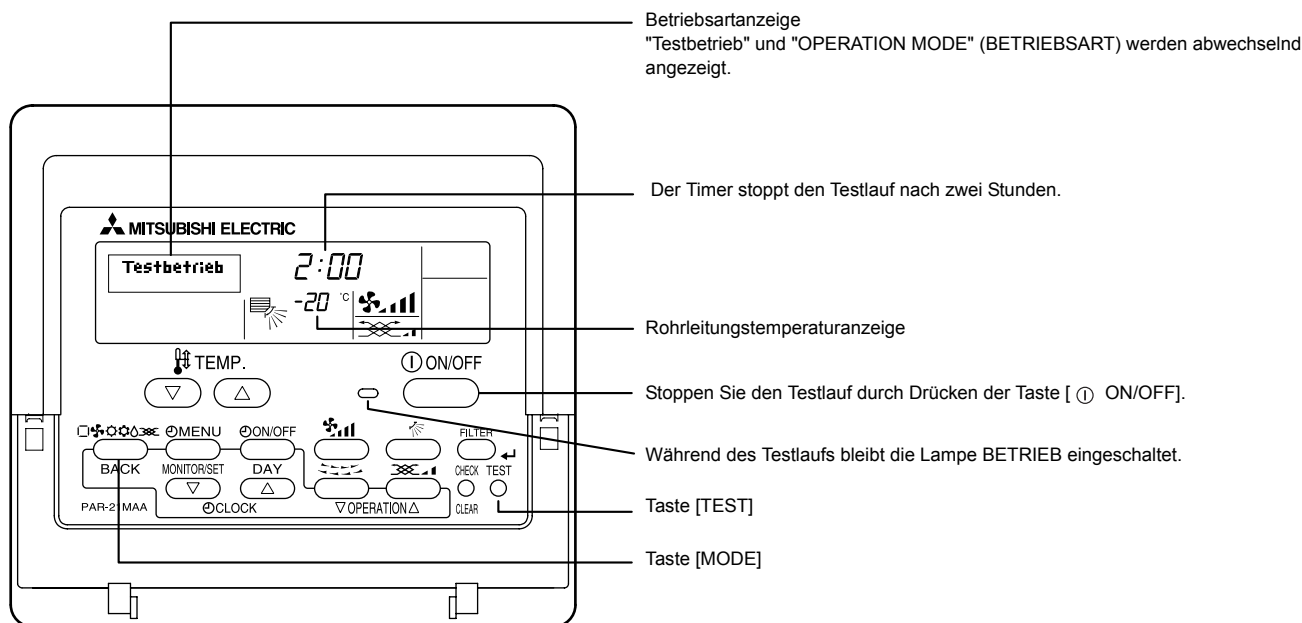 Betriebsartanzeige
"Testbetrieb" und "OPERATION MODE" (BETRIEBSART) werden abwechselnd
angezeigt.
Der Timer stoppt den Testlauf nach zwei Stunden.
MITSUBISHI ELECTRIC
Testbetrieb 2:00
-20 °C
Rohrleitungstemperaturanzeige
TEMP. ON/OFF
Stoppen Sie den Testlauf durch Drücken der Taste [ ON/OFF].
MENU ON/OFF FILTER
Während des Testlaufs bleibt die Lampe BETRIEB eingeschaltet.
BACK MONITOR/SET DAY CHECK TEST
Taste [TEST]
PAR-21MAA CLOCK ▽OPERATION△ CLEAR
Taste [MODE]